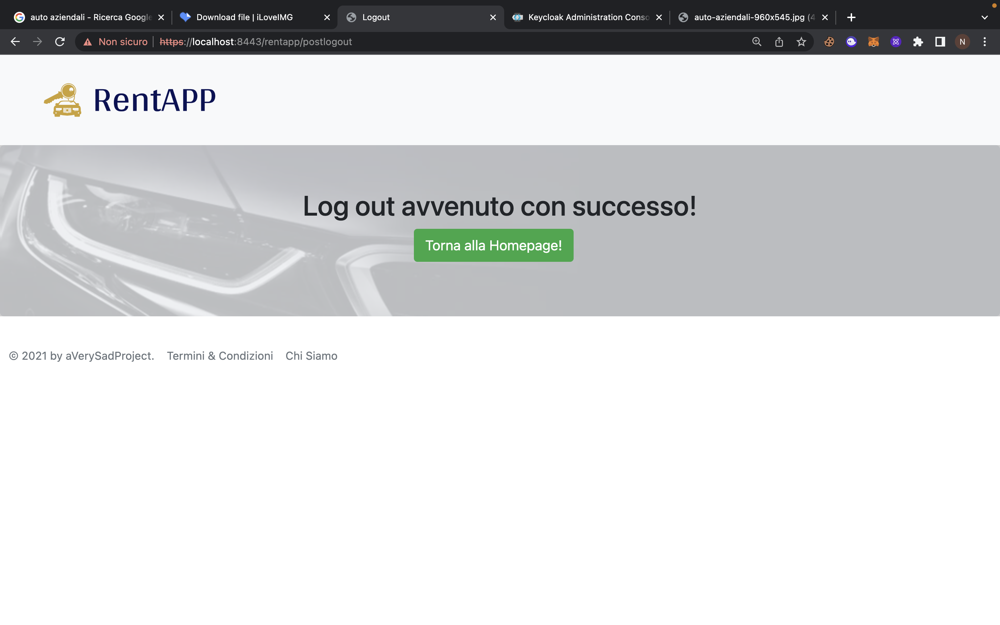 auto aziendali - Ricerca Google
Download file | iLoveIMG
Logout
Keycloak Administration Conso
auto-aziendali-960x545.jpg (4
Non sicuro
https://localhost:8443/rentapp/postlogout
N
RentAPP
Log out avvenuto con successo!
Torna alla Homepage!
© 2021 by aVerySadProject. Termini & Condizioni Chi Siamo